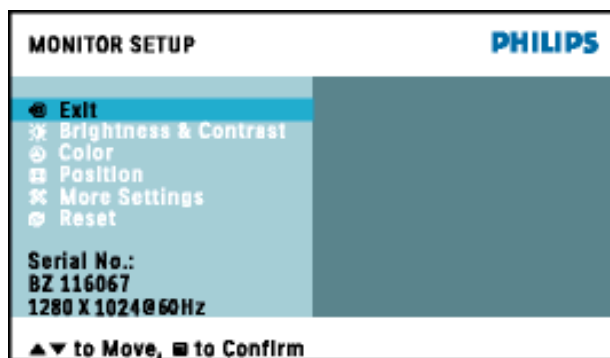 MONITOR SETUP PHILIPS
Exit
Brightness & Contrast
Color
Position
More Settings
Reset
Serial No.:
BZ 116067
1280 X 1024@60Hz
▲▼ to Move, to Confirm